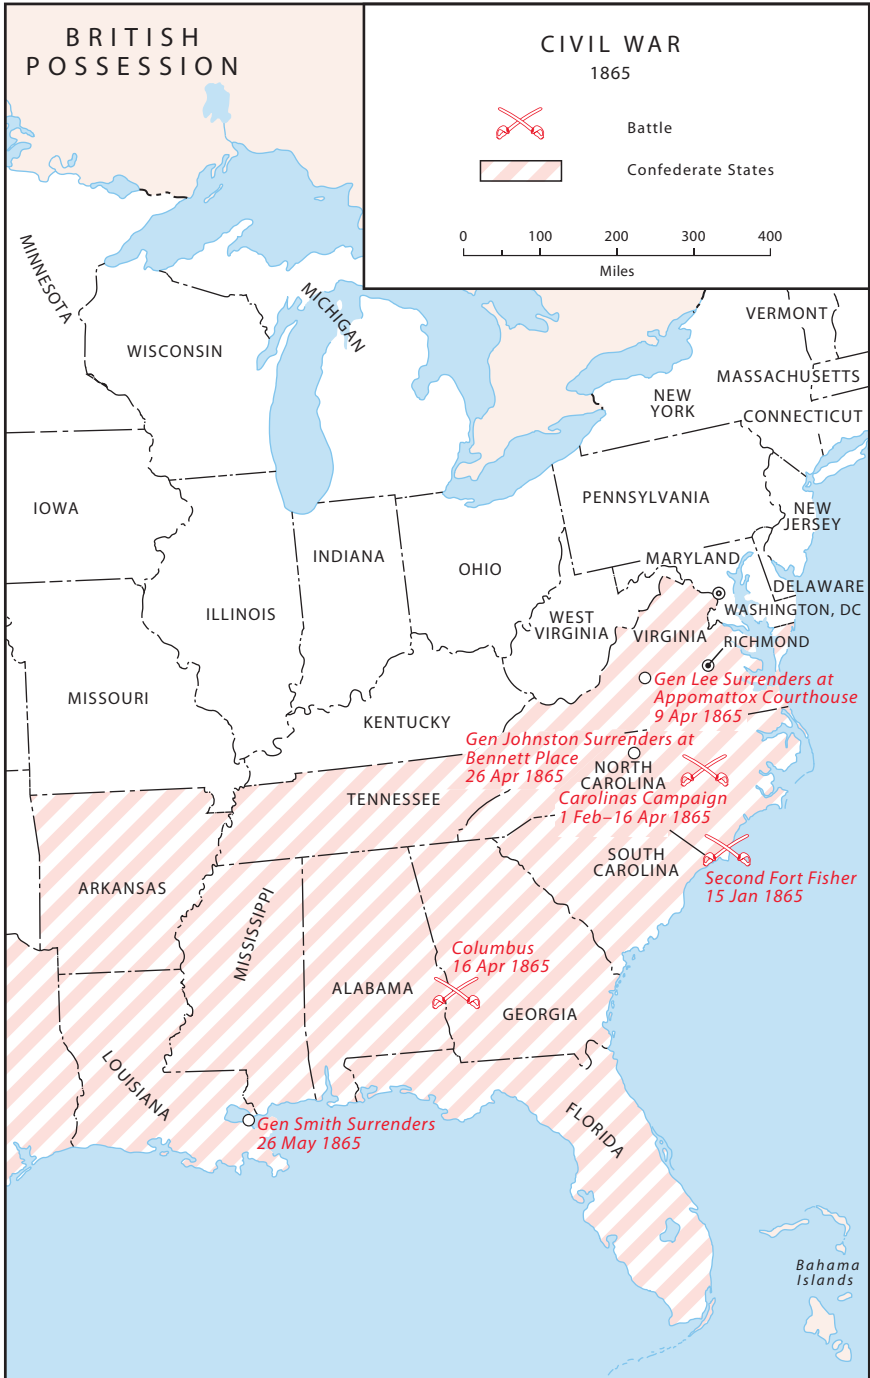 BRITISH
POSSESSION
CIVIL WAR
1865
Battle
Confederate States
0 100 200 300 400
Miles
MINNESOTA
WISCONSIN
MICHIGAN
VERMONT
MASSACHUSETTS
NEW
YORK
CONNECTICUT
IOWA
PENNSYLVANIA
NEW
JERSEY
INDIANA
OHIO
MARYLAND
DELAWARE
ILLINOIS
WEST
VIRGINIA
WASHINGTON, DC
VIRGINIA
RICHMOND
MISSOURI
Gen Lee Surrenders at
Appomattox Courthouse
9 Apr 1865
KENTUCKY
Gen Johnston Surrenders at
Bennett Place
26 Apr 1865
NORTH
CAROLINA
TENNESSEE
Carolinas Campaign
1 Feb–16 Apr 1865
SOUTH
CAROLINA
Second Fort Fisher
15 Jan 1865
ARKANSAS
MISSISSIPPI
Columbus
16 Apr 1865
ALABAMA
GEORGIA
LOUISIANA
Gen Smith Surrenders
26 May 1865
FLORIDA
Bahama
Islands